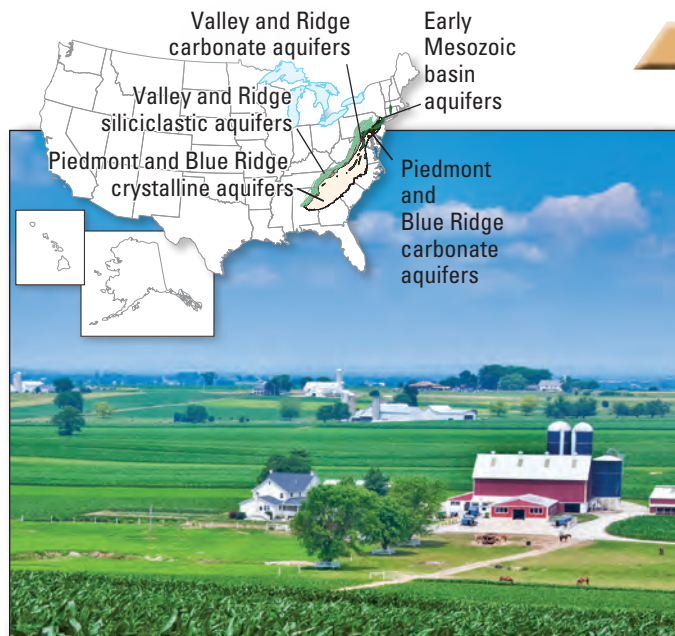 Valley and Ridge
carbonate aquifers
Early
Mesozoic
basin
aquifers
Valley and Ridge
siliciclastic aquifers
Piedmont and Blue Ridge
crystalline aquifers
Piedmont
and
Blue Ridge
carbonate
aquifers